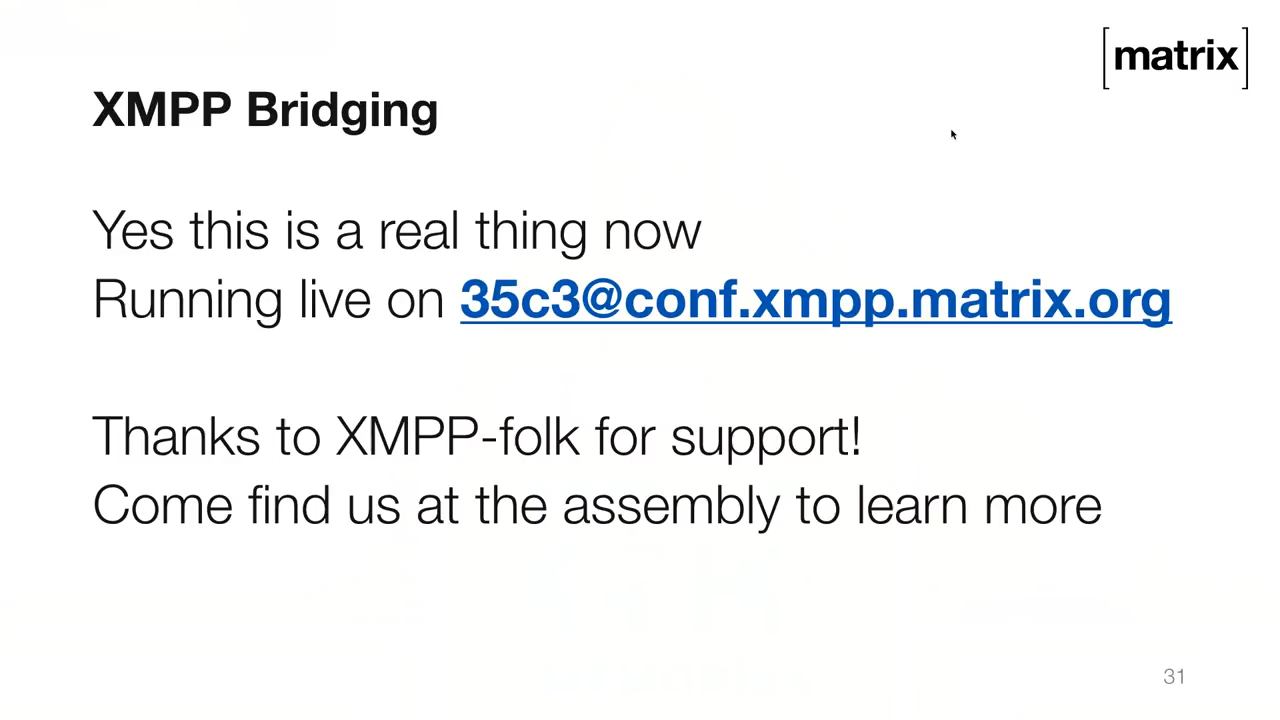 [matrix]
XMPP Bridging
Yes this is a real thing now
Running live on 35c3@conf.xmpp.matrix.org
Thanks to XMPP-folk for support!
Come find us at the assembly to learn more
31